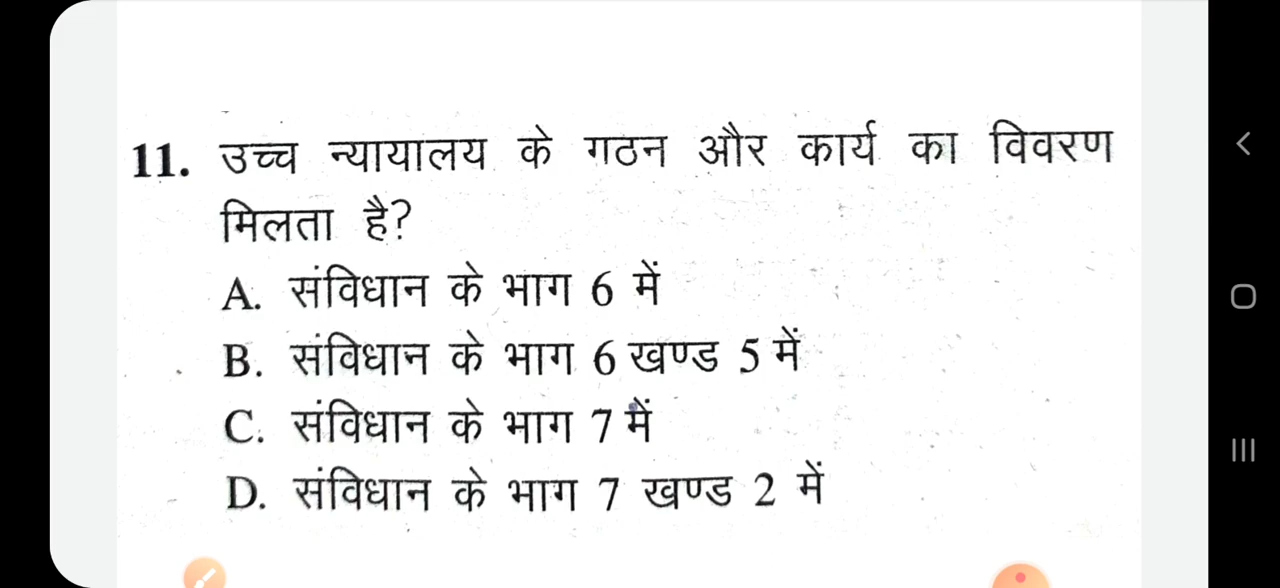 11. उच्च न्यायालय के गठन और कार्य का विवरण
मिलता है?
A. संविधान के भाग 6 में
B. संविधान के भाग 6 खण्ड 5 में
C. संविधान के भाग 7 में
D. संविधान के भाग 7 खण्ड 2 में